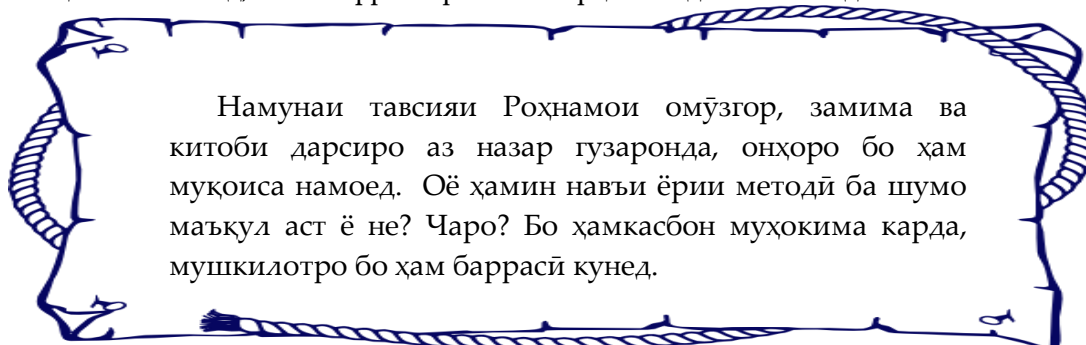 Намунаи тавсияи Роҳнамои омӯзгор, замима ва
китоби дарсиро аз назар гузаронда, онҳоро бо ҳам
муқоиса намоед. Оё ҳамин навъи ёрии методӣ ба шумо
маъқул аст ё не? Чаро? Бо ҳамкасбон муҳокима карда,
мушкилотро бо ҳам баррасӣ кунед.